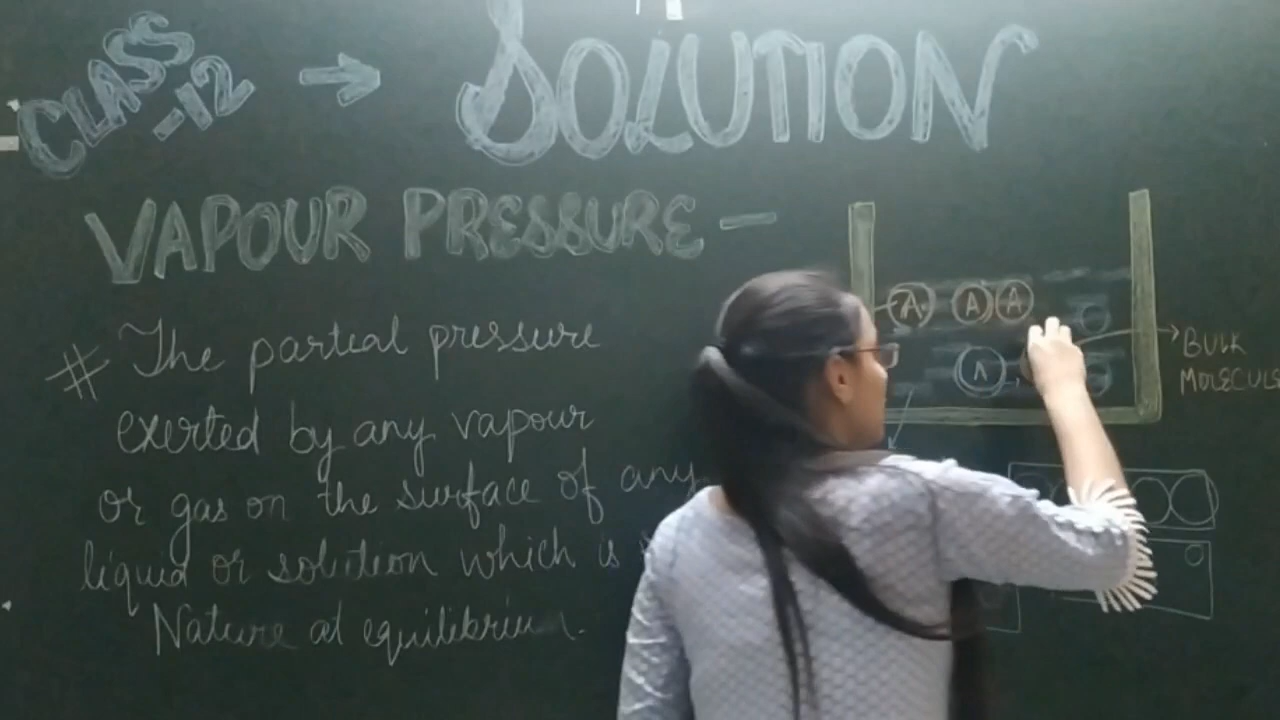 CLASS -12 → SOLUTION
VAPOUR PRESSURE -
# The partial pressure
exerted by any vapour
or gas on the surface of any
liquid or solution which is
Nature at equilibrium.
A A A
A
BULK
MOLECULE